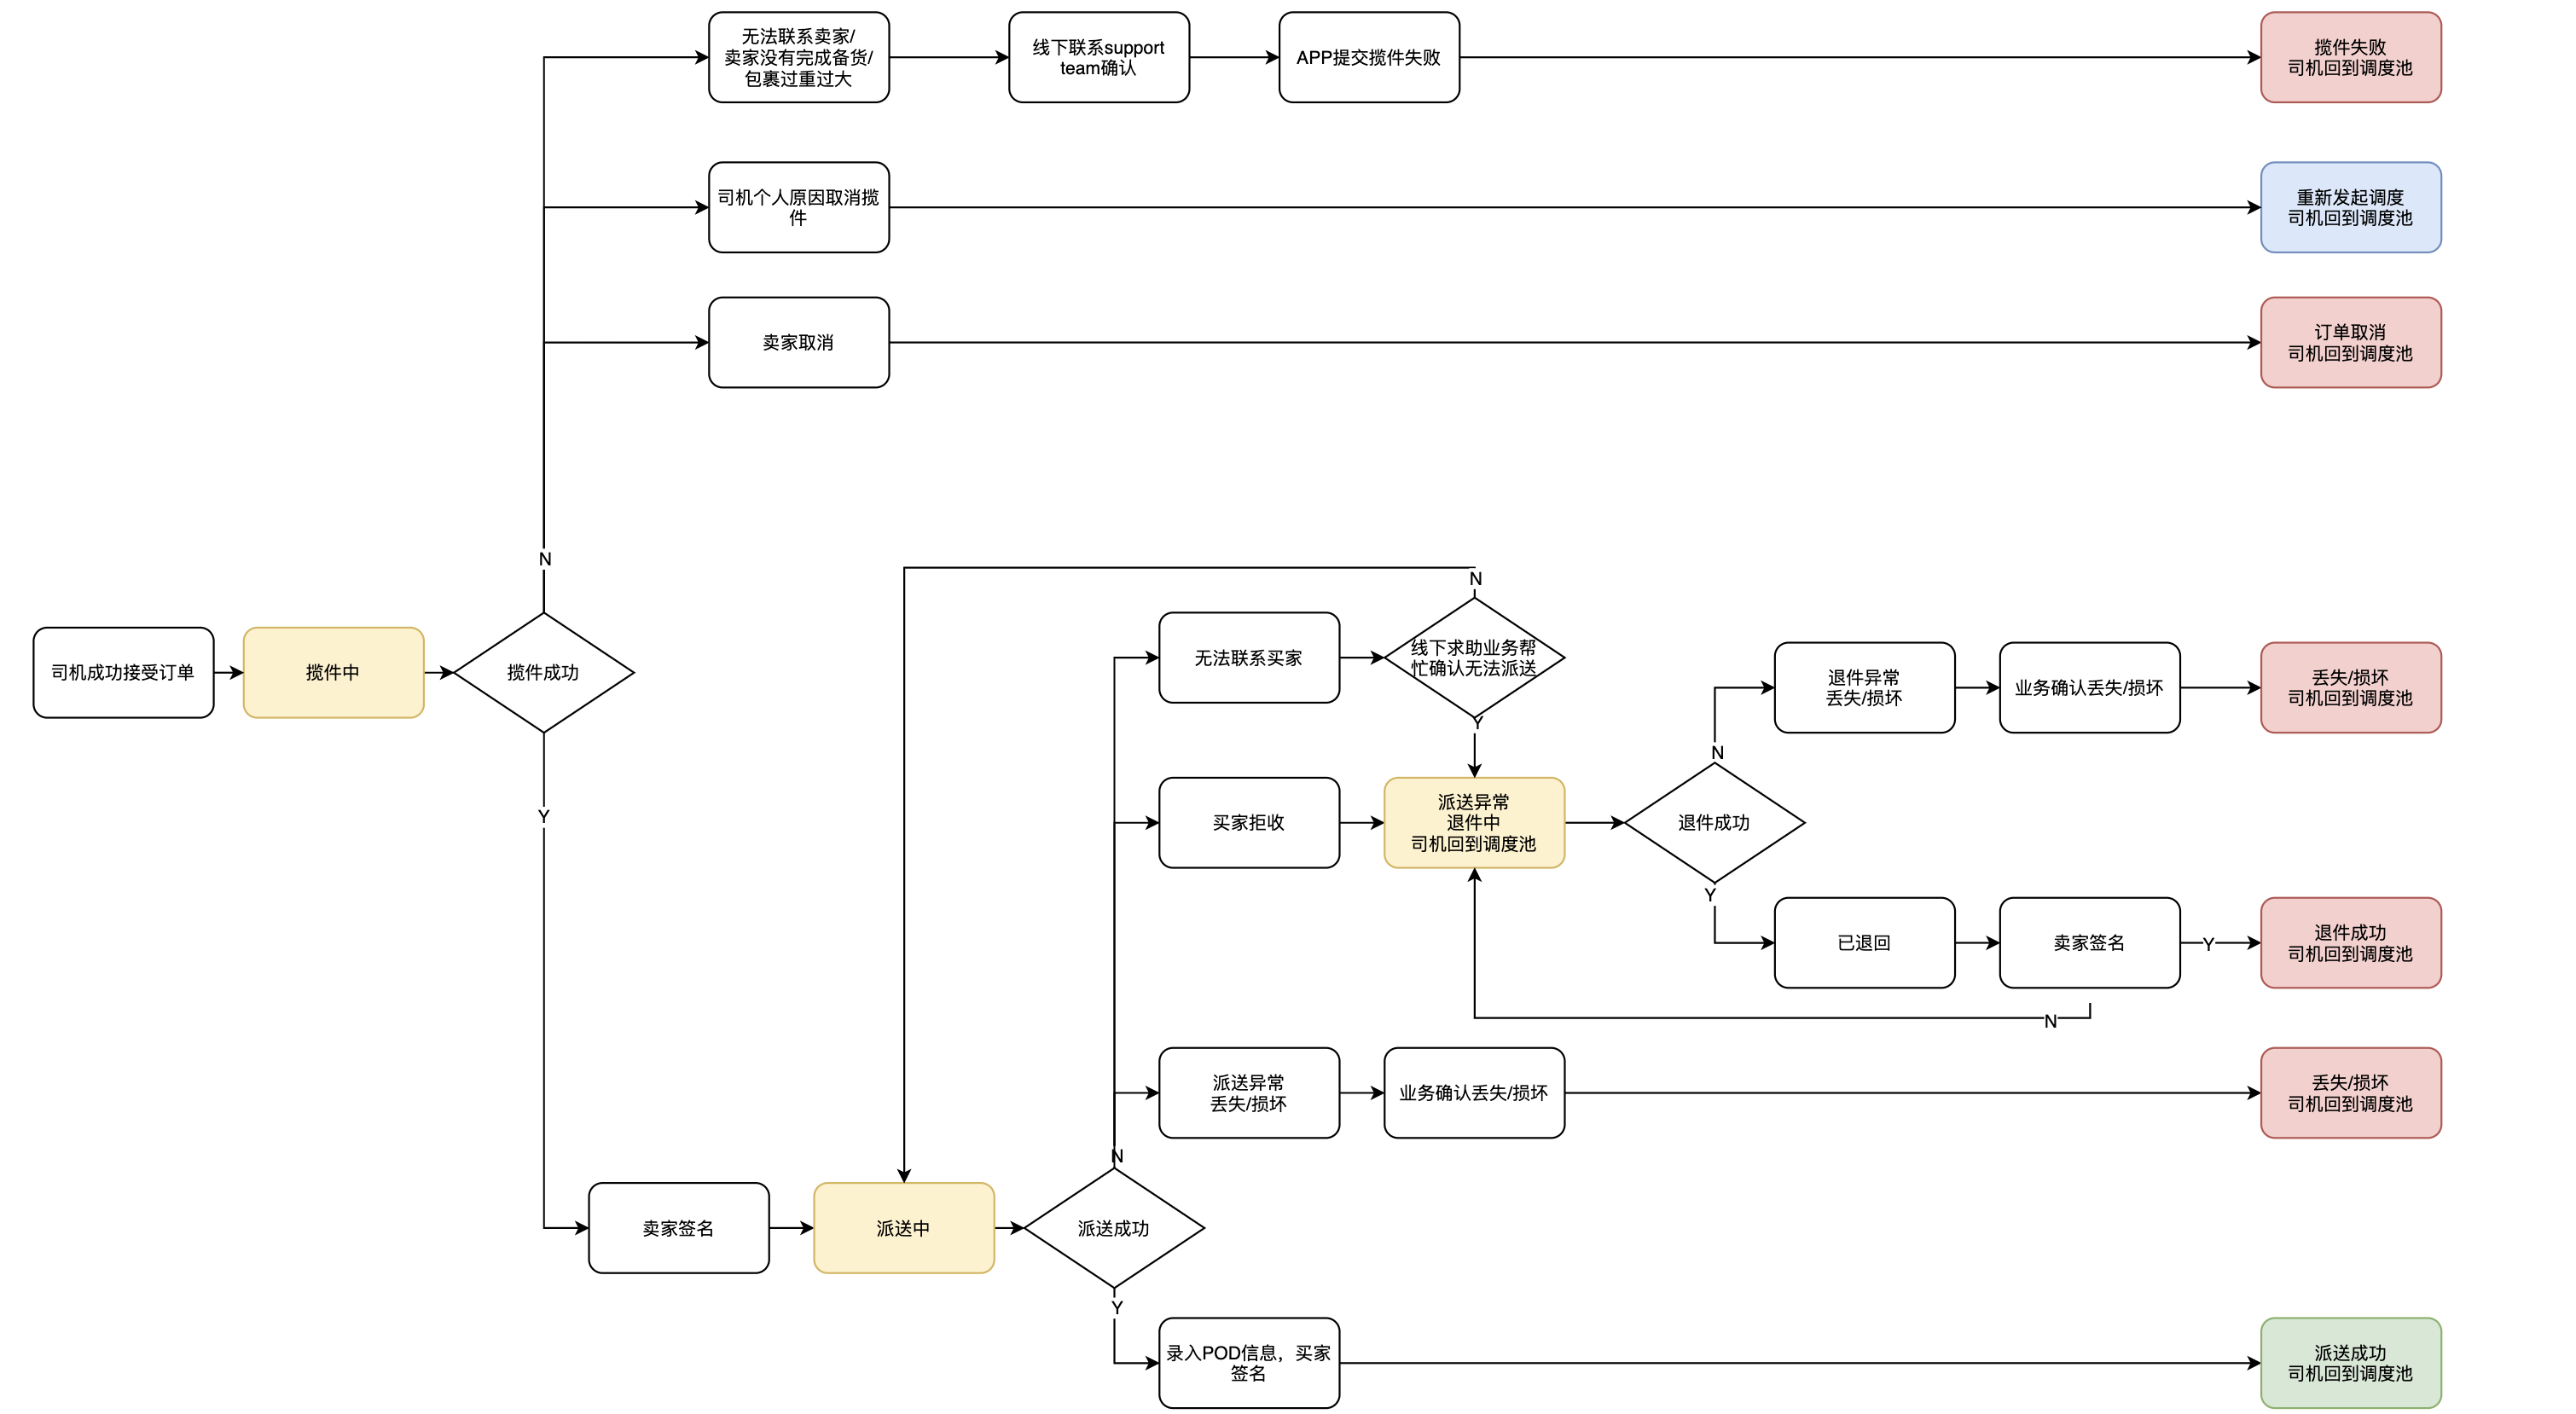 无法联系卖家/
卖家没有完成备货/
包裹过重过大
线下联系support
team确认
APP提交揽件失败
揽件失败
司机回到调度池
司机个人原因取消揽
件
重新发起调度
司机回到调度池
卖家取消
订单取消
司机回到调度池
N
司机成功接受订单
揽件中
揽件成功
Y
N
无法联系买家
线下求助业务帮
忙确认无法派送
Y
退件异常
丢失/损坏
业务确认丢失/损坏
丢失/损坏
司机回到调度池
N
买家拒收
派送异常
退件中
司机回到调度池
退件成功
Y
已退回
卖家签名
Y
退件成功
司机回到调度池
N
派送异常
丢失/损坏
业务确认丢失/损坏
丢失/损坏
司机回到调度池
N
卖家签名
派送中
派送成功
Y
录入POD信息，买家
签名
派送成功
司机回到调度池